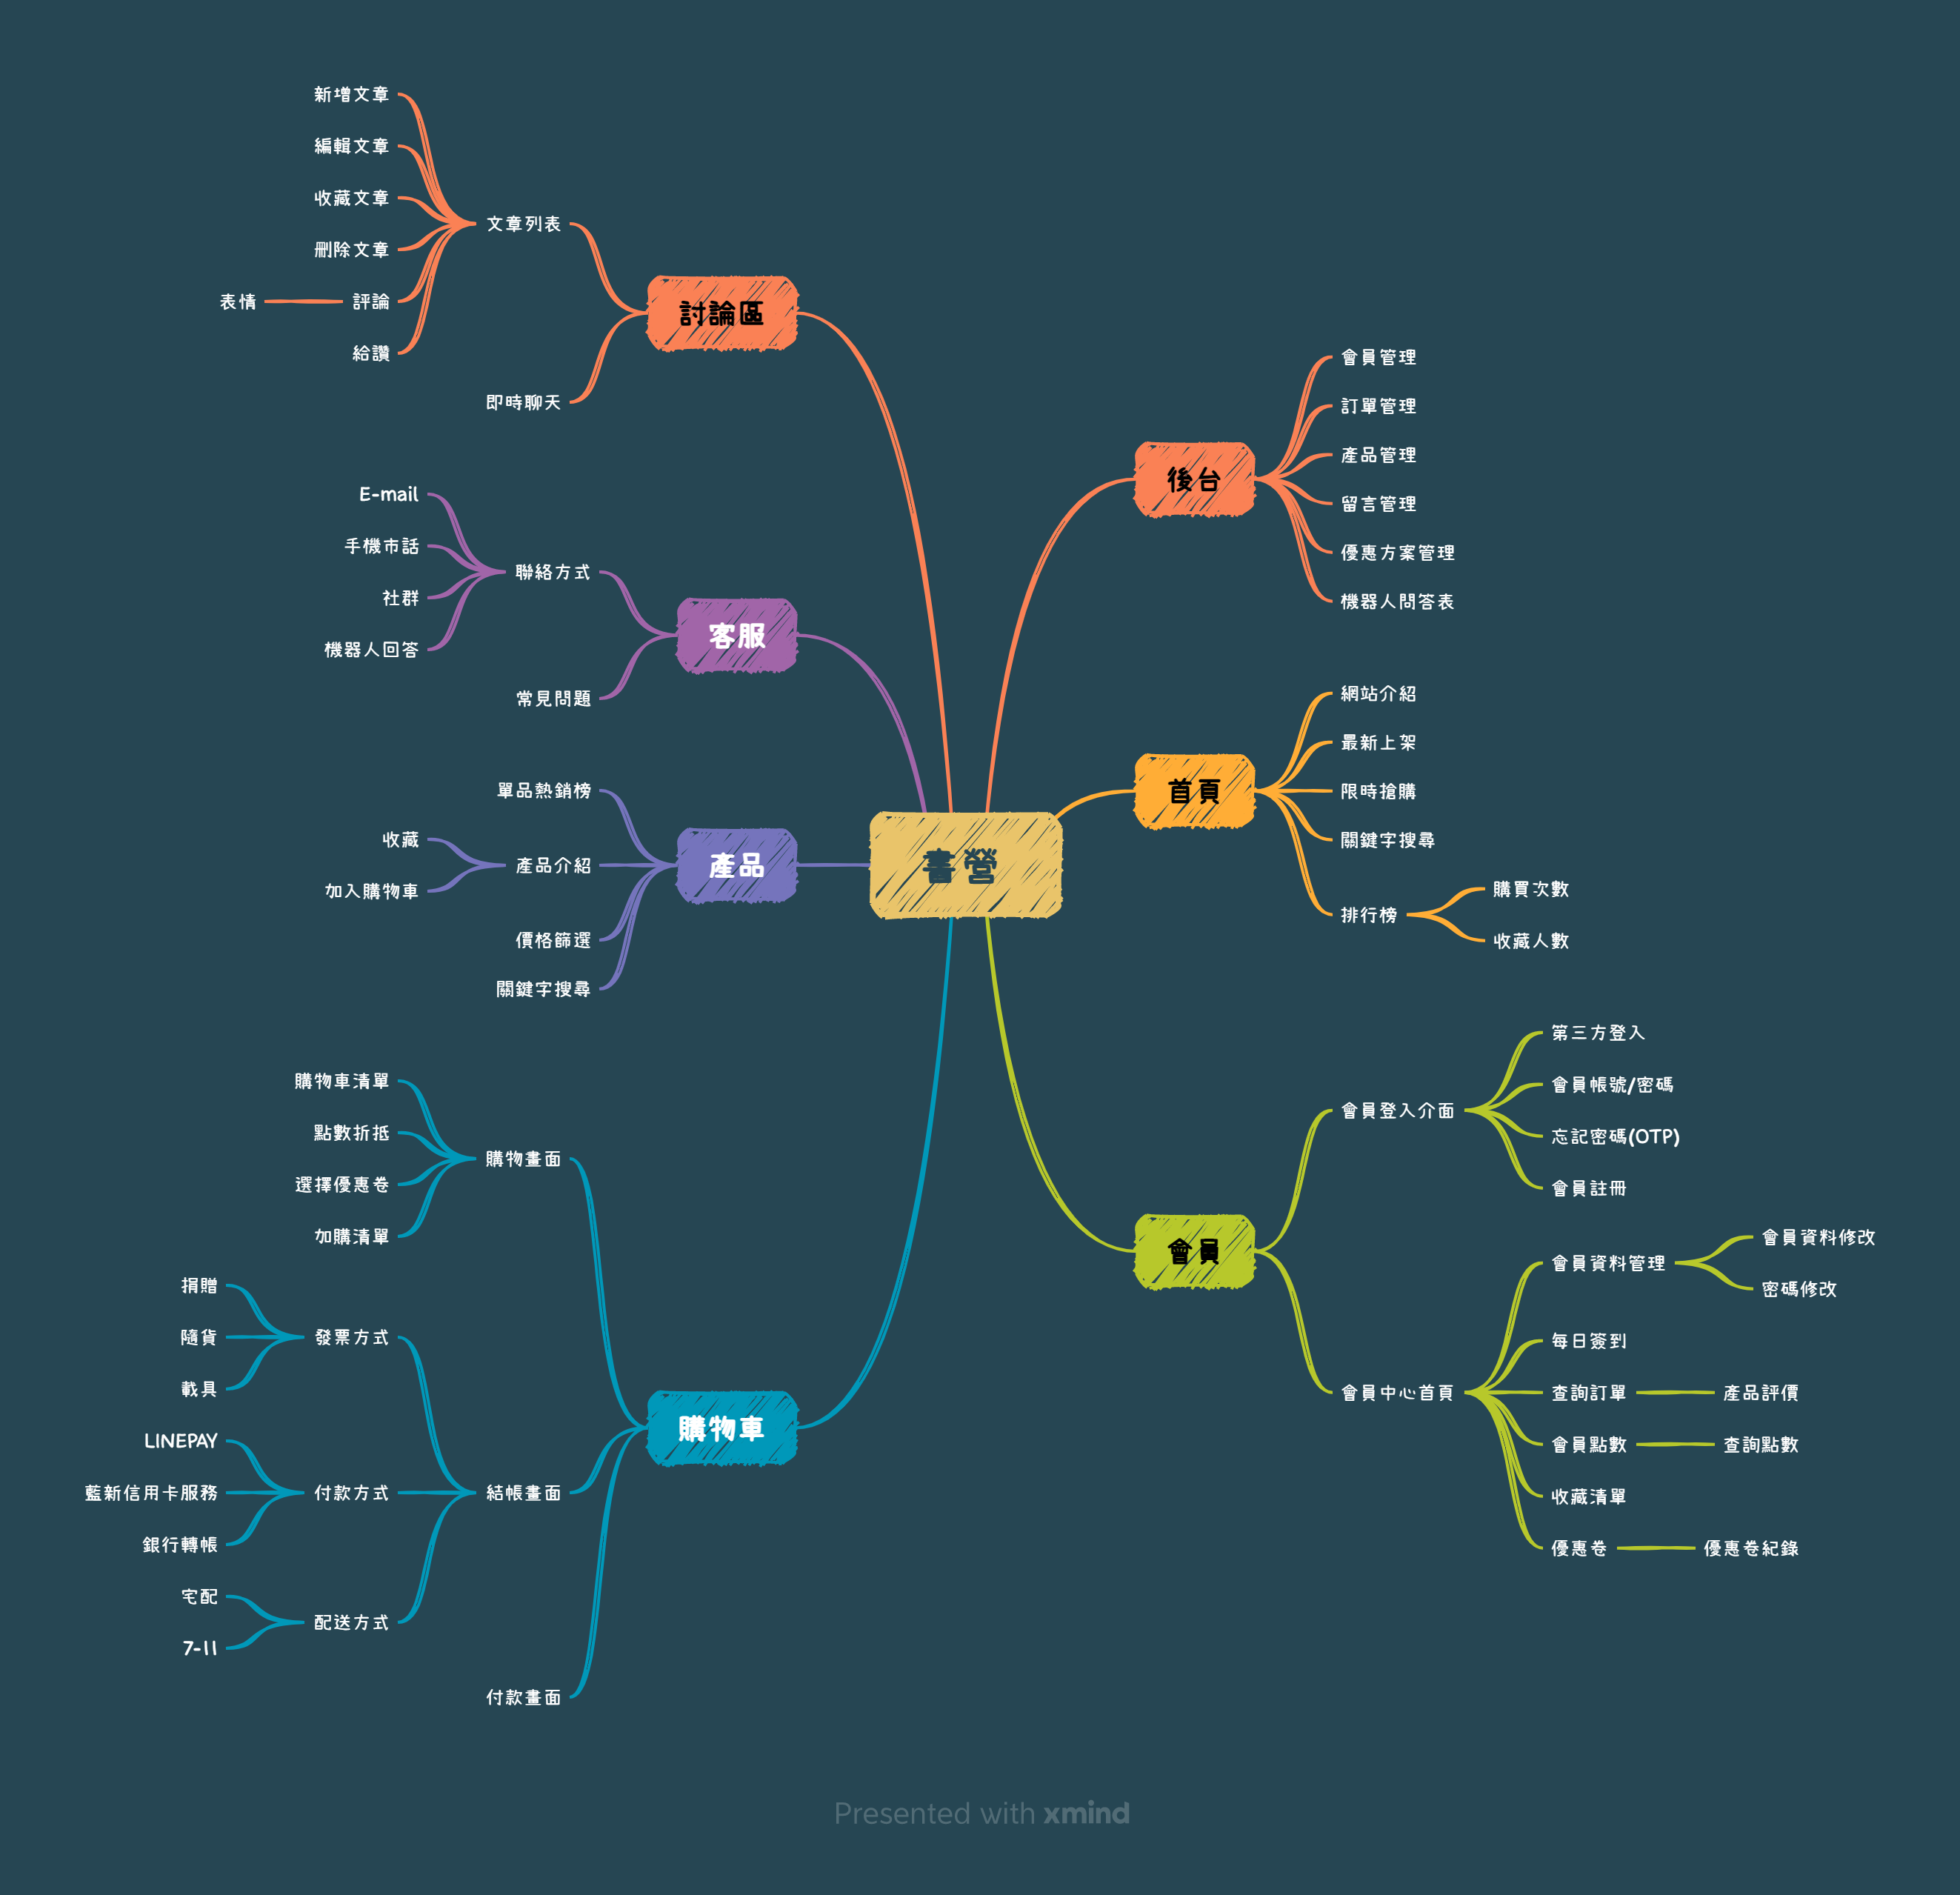 書營
討論區
文章列表
新增文章
編輯文章
收藏文章
刪除文章
評論
表情
給讚
即時聊天
客服
聯絡方式
E-mail
手機市話
社群
機器人回答
常見問題
產品
單品熱銷榜
產品介紹
收藏
加入購物車
價格篩選
關鍵字搜尋
購物車
購物畫面
購物車清單
點數折抵
選擇優惠卷
加購清單
結帳畫面
發票方式
捐贈
隨貨
載具
付款方式
LINEPAY
藍新信用卡服務
銀行轉帳
配送方式
宅配
7-11
付款畫面
後台
會員管理
訂單管理
產品管理
留言管理
優惠方案管理
機器人問答表
首頁
網站介紹
最新上架
限時搶購
關鍵字搜尋
排行榜
購買次數
收藏人數
會員
會員登入介面
第三方登入
會員帳號/密碼
忘記密碼(OTP)
會員註冊
會員中心首頁
會員資料管理
會員資料修改
密碼修改
每日簽到
查詢訂單
產品評價
會員點數
查詢點數
收藏清單
優惠卷
優惠卷紀錄
Presented with xmind